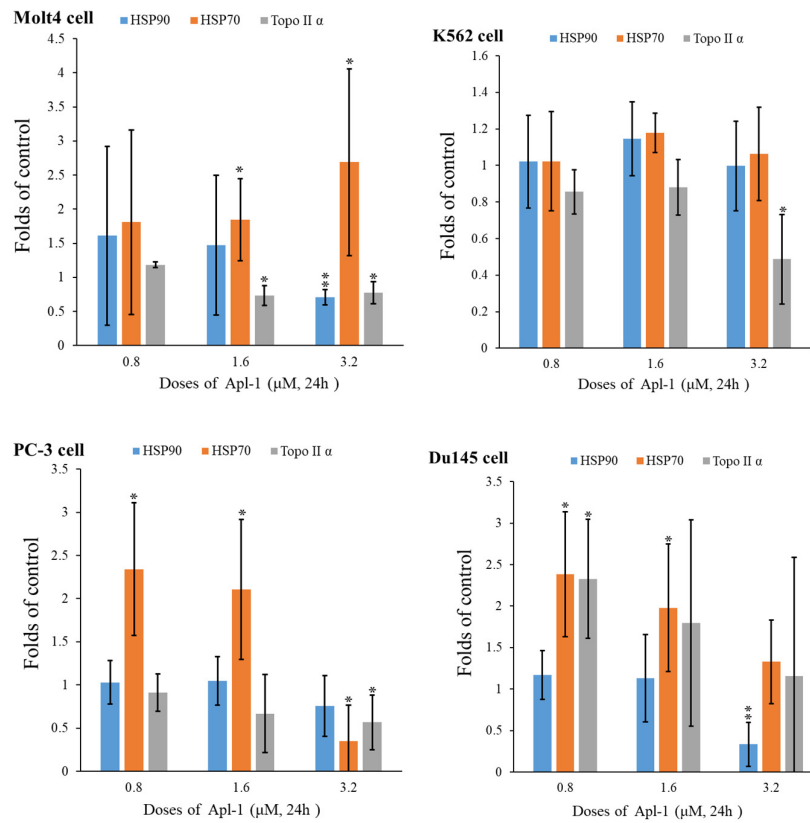 Molt4 cell
HSP90 HSP70 Topo II α
4.5
4
3.5
3
2.5
2
1.5
1
0.5
0
Folds of control
*
*
*
**
*
0.8 1.6 3.2
Doses of Apl-1 (μM, 24h )
K562 cell
HSP90 HSP70 Topo II α
1.6
1.4
1.2
1
0.8
0.6
0.4
0.2
0
Folds of control
*
0.8 1.6 3.2
Doses of Apl-1 (μM, 24h )
PC-3 cell
HSP90 HSP70 Topo II α
3.5
3
2.5
2
1.5
1
0.5
0
Folds of control
*
*
*
*
0.8 1.6 3.2
Doses of Apl-1 (μM, 24h )
Du145 cell
HSP90 HSP70 Topo II α
3.5
3
2.5
2
1.5
1
0.5
0
Folds of control
* *
*
**
0.8 1.6 3.2
Doses of Apl-1 (μM, 24h )